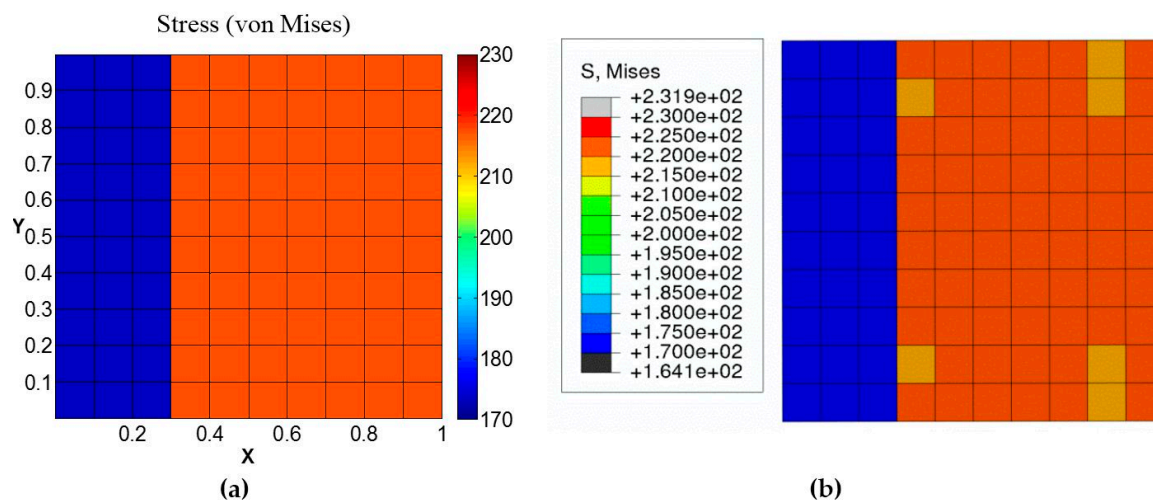 Stress (von Mises)
0.9
0.8
0.7
0.6
Y
0.5
0.4
0.3
0.2
0.1
0.2
0.4
0.6
0.8
1
X
230
220
210
200
190
180
170
(a)
S, Mises
+2.319e+02
+2.300e+02
+2.250e+02
+2.200e+02
+2.150e+02
+2.100e+02
+2.050e+02
+2.000e+02
+1.950e+02
+1.900e+02
+1.850e+02
+1.800e+02
+1.750e+02
+1.700e+02
+1.641e+02
(b)